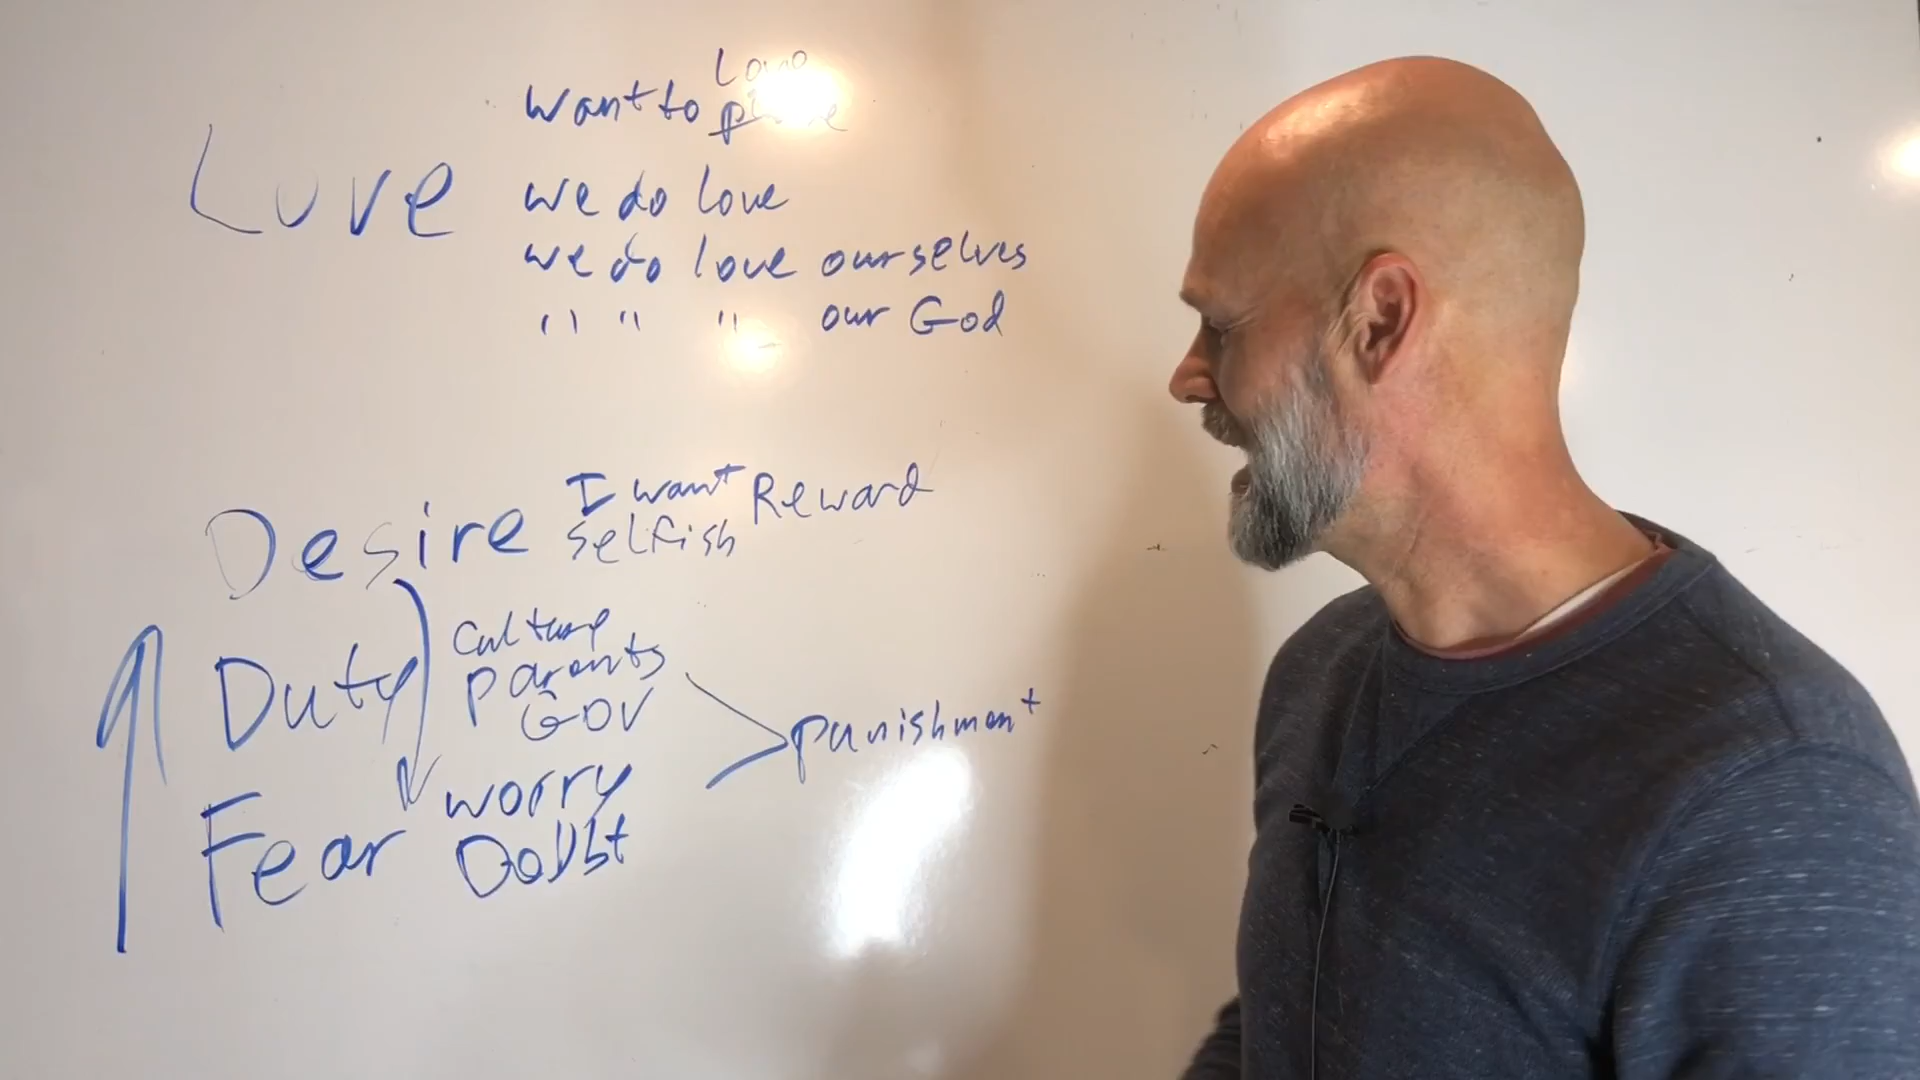 Love
want to
Love
we do love
we do love ourselves
" " " our God
Desire
I want
selfish
Reward
Duty
Culture
parents
GOV
punishment
Fear
worry
Doubt